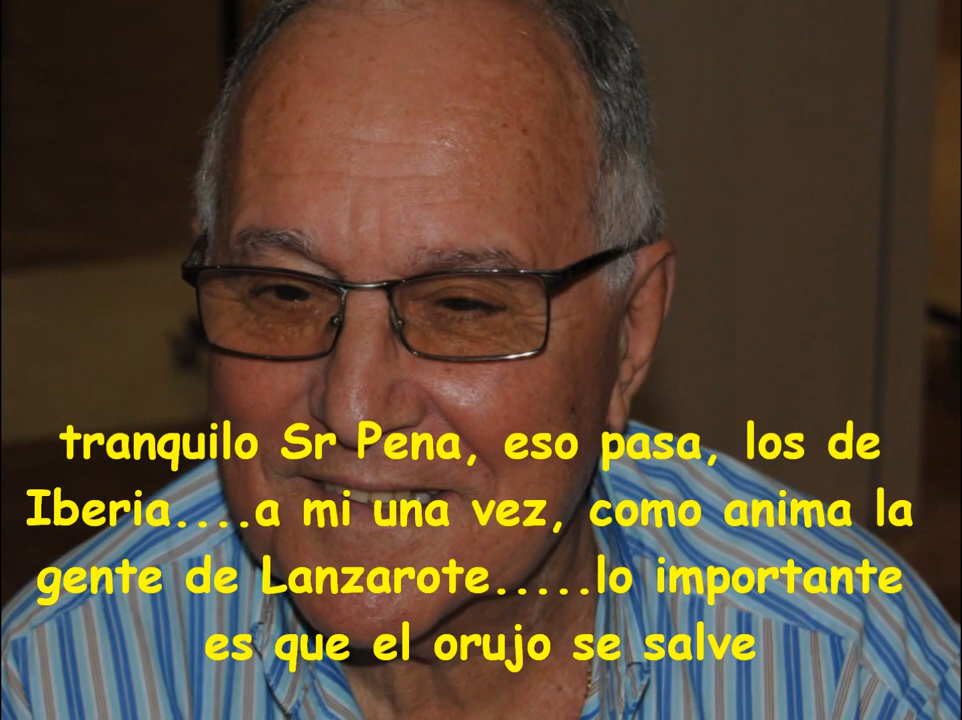 tranquilo Sr Pena, eso pasa, los de
Iberia....a mi una vez, como anima la
gente de Lanzarote.....lo importante
es que el orujo se salve